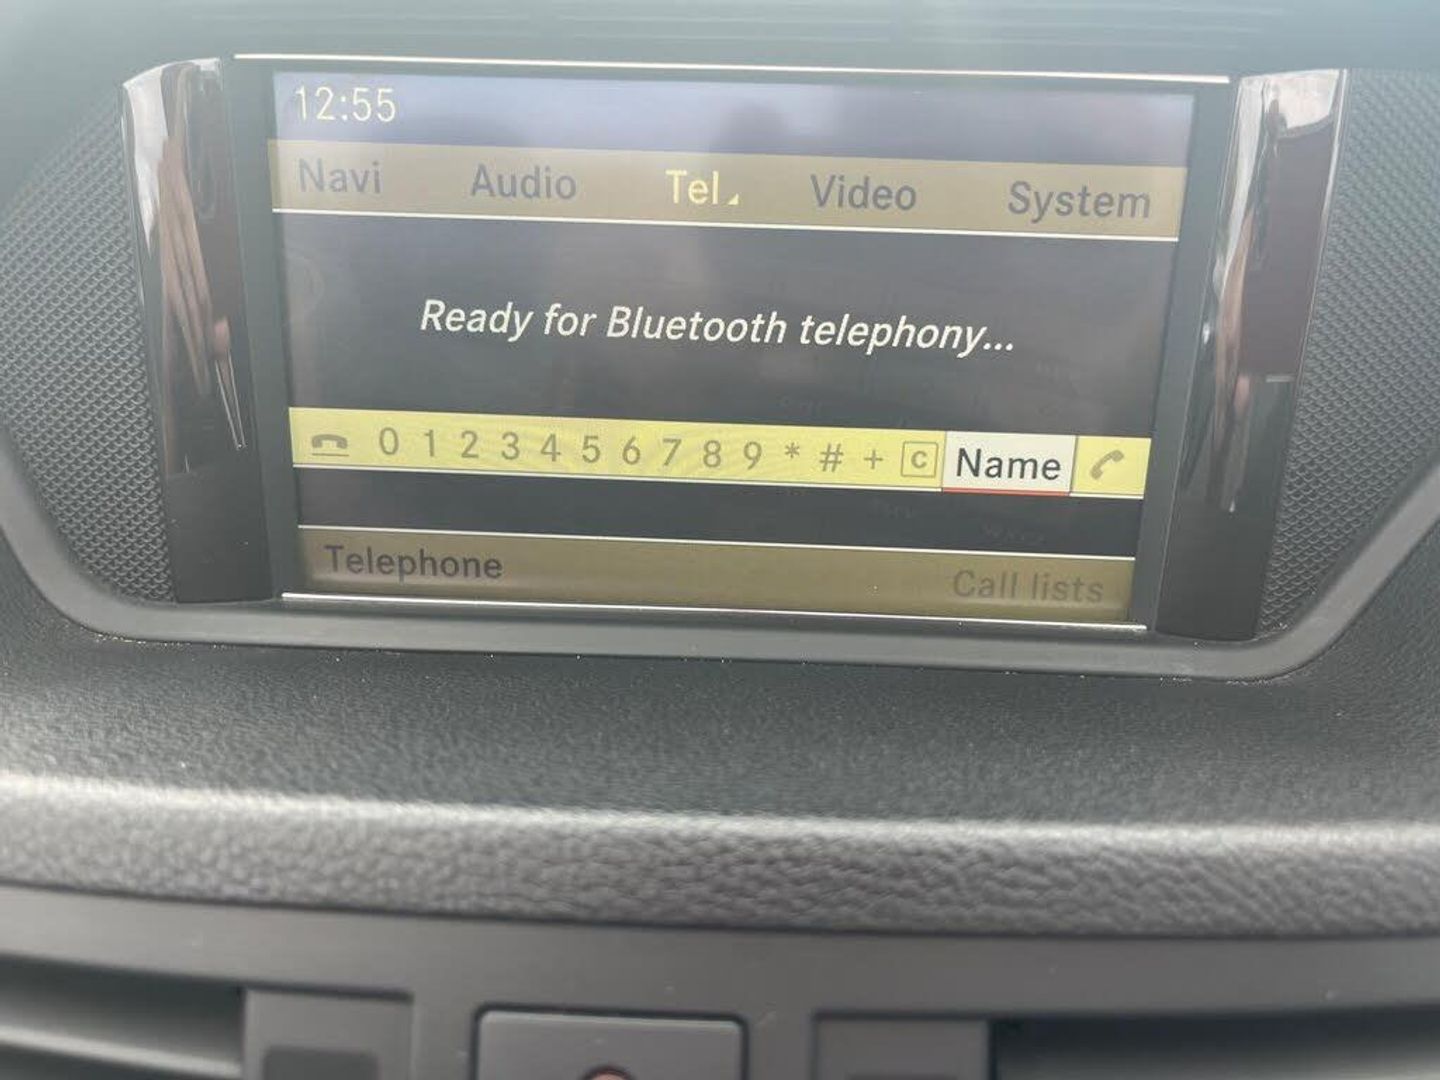 12:55
Navi Audio Tel Video System
Ready for Bluetooth telephony...
0 1 2 3 4 5 6 7 8 9 * # + C Name
Telephone Call lists